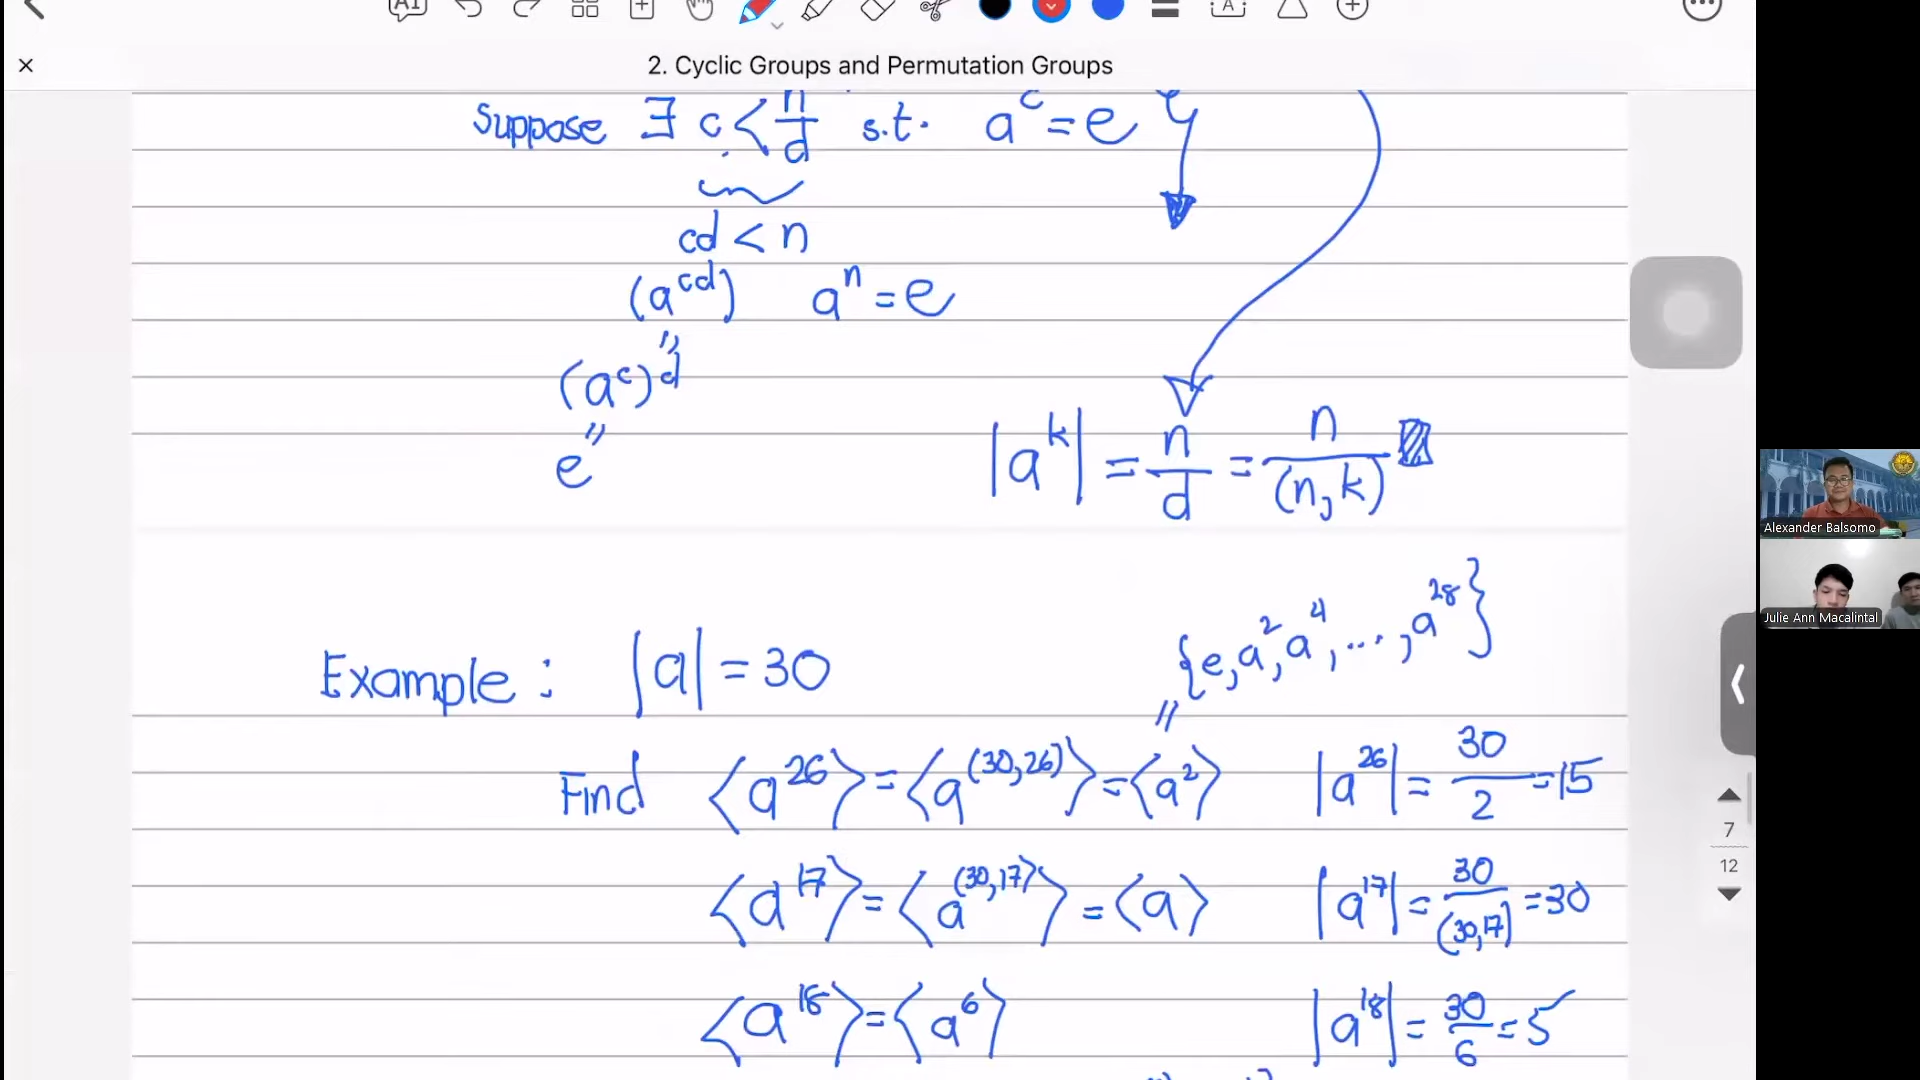 2. Cyclic Groups and Permutation Groups
Suppose ∃ c < n/d s.t. a^c = e
cd < n
(a^cd) a^n = e
"
(a^c)^d
"
e
|a^k| = n/d = n/(n,k)
Example : |a| = 30
{e, a^2, a^4, ..., a^28}
"
Find ⟨a^26⟩ = ⟨a^(30,26)⟩ = ⟨a^2⟩ |a^26| = 30/2 = 15
⟨a^17⟩ = ⟨a^(30,17)⟩ = ⟨a⟩ |a^17| = 30/(30,17) = 30
⟨a^18⟩ = ⟨a^6⟩ |a^18| = 30/6 = 5
7
12
Alexander Balsomo
Julie Ann Macalintal